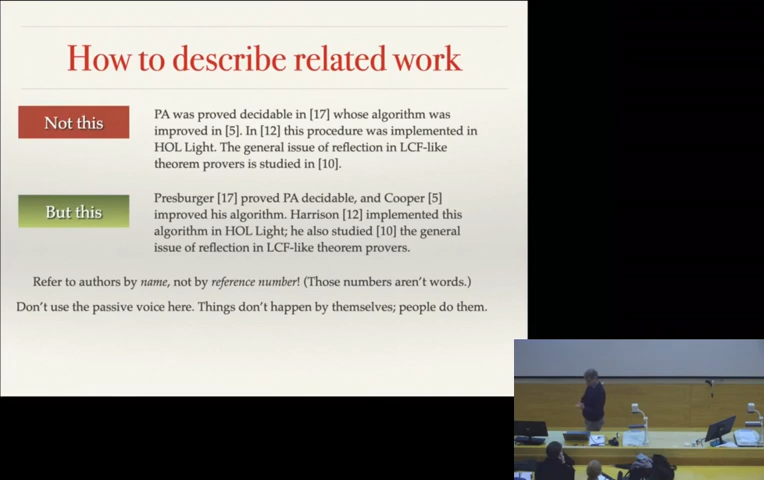 How to describe related work
Not this
PA was proved decidable in [17] whose algorithm was
improved in [5]. In [12] this procedure was implemented in
HOL Light. The general issue of reflection in LCF-like
theorem provers is studied in [10].
But this
Presburger [17] proved PA decidable, and Cooper [5]
improved his algorithm. Harrison [12] implemented this
algorithm in HOL Light; he also studied [10] the general
issue of reflection in LCF-like theorem provers.
Refer to authors by name, not by reference number! (Those numbers aren't words.)
Don't use the passive voice here. Things don't happen by themselves; people do them.